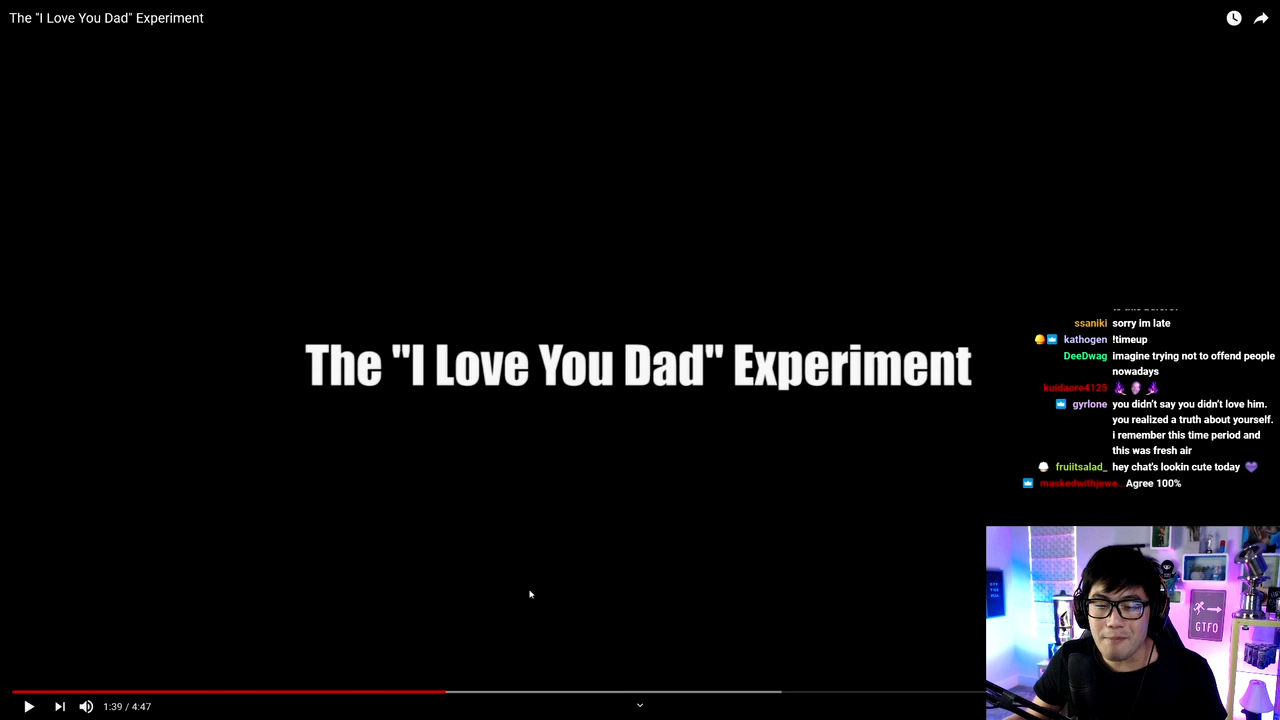 The "I Love You Dad" Experiment
The "I Love You Dad" Experiment
ssaniki sorry im late
kathogen !timeup
DeeDwag imagine trying not to offend people
nowadays
kuidaore4125
gyrlone you didn't say you didn't love him.
you realized a truth about yourself.
i remember this time period and
this was fresh air
fruiitsalad_ hey chat's lookin cute today
maskedwithjewe... Agree 100%
GTFO
1:39 / 4:47